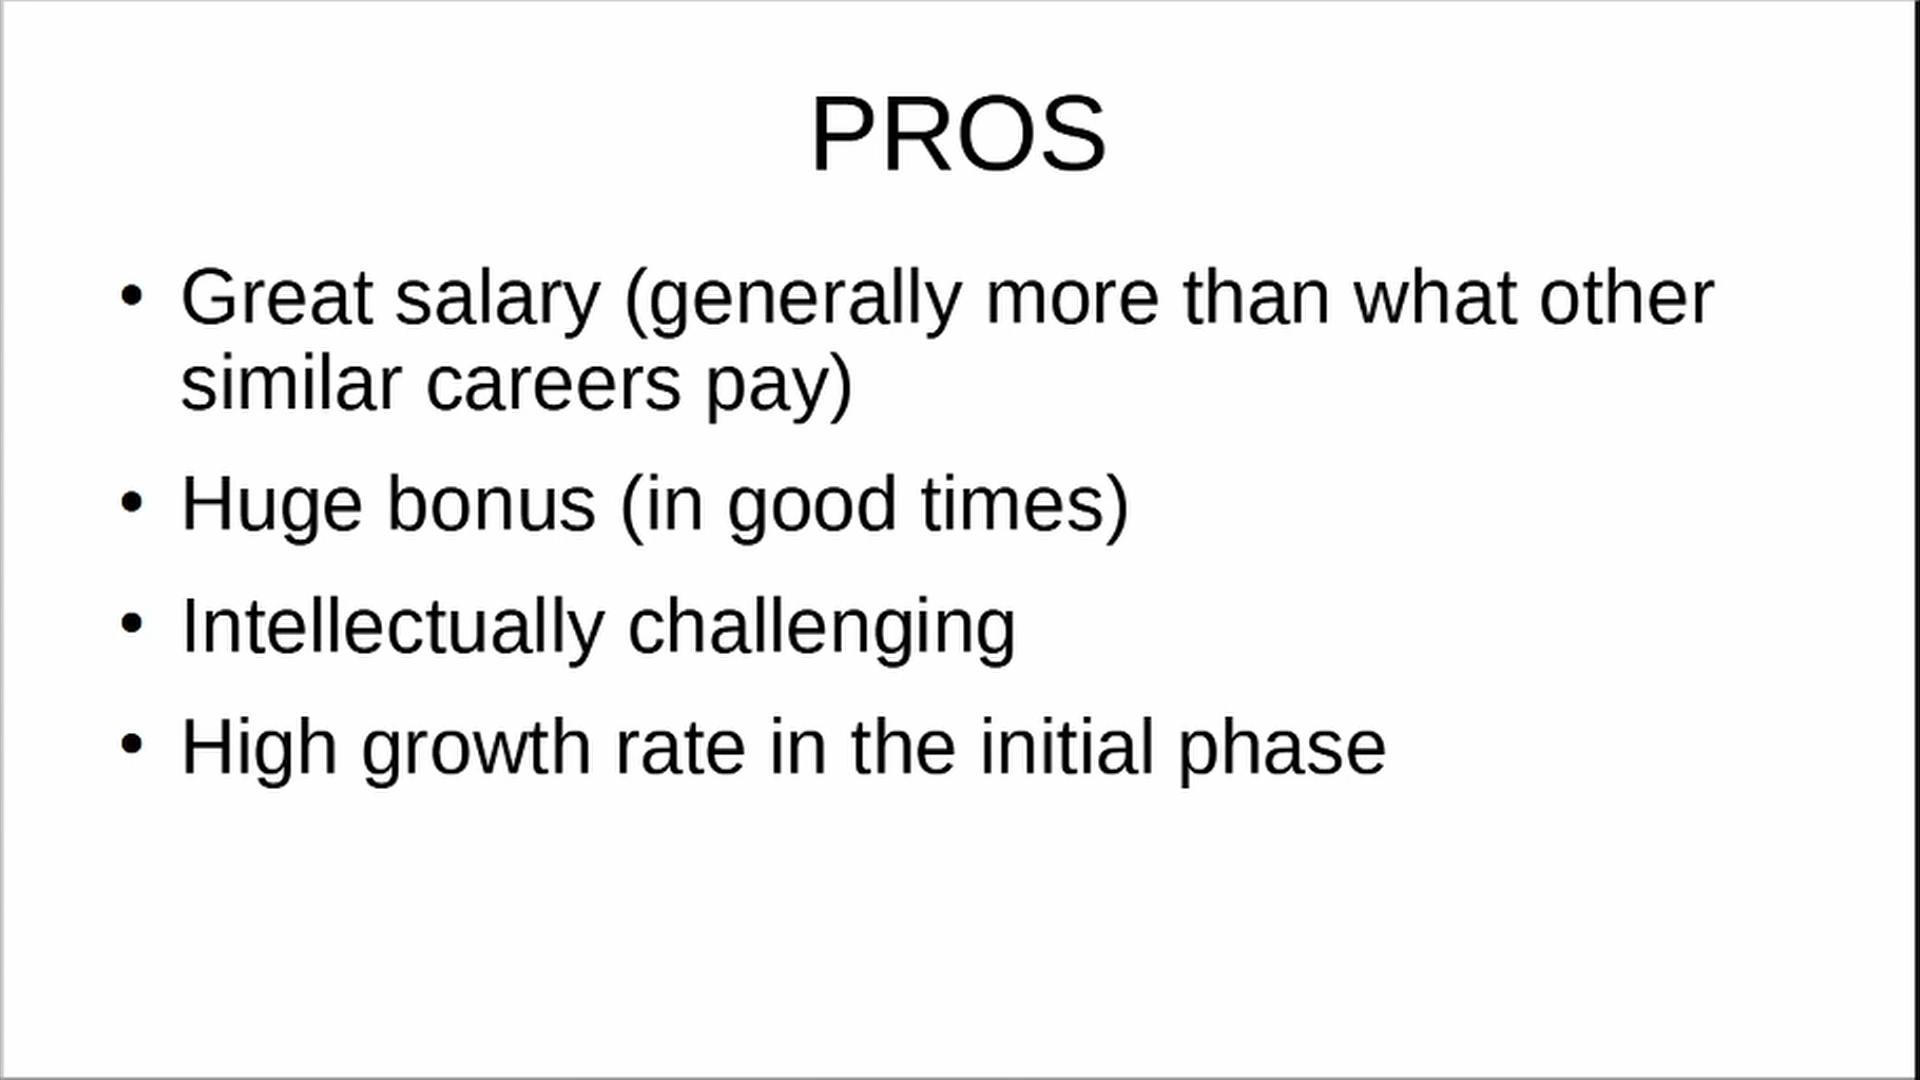 PROS
• Great salary (generally more than what other
similar careers pay)
• Huge bonus (in good times)
• Intellectually challenging
• High growth rate in the initial phase